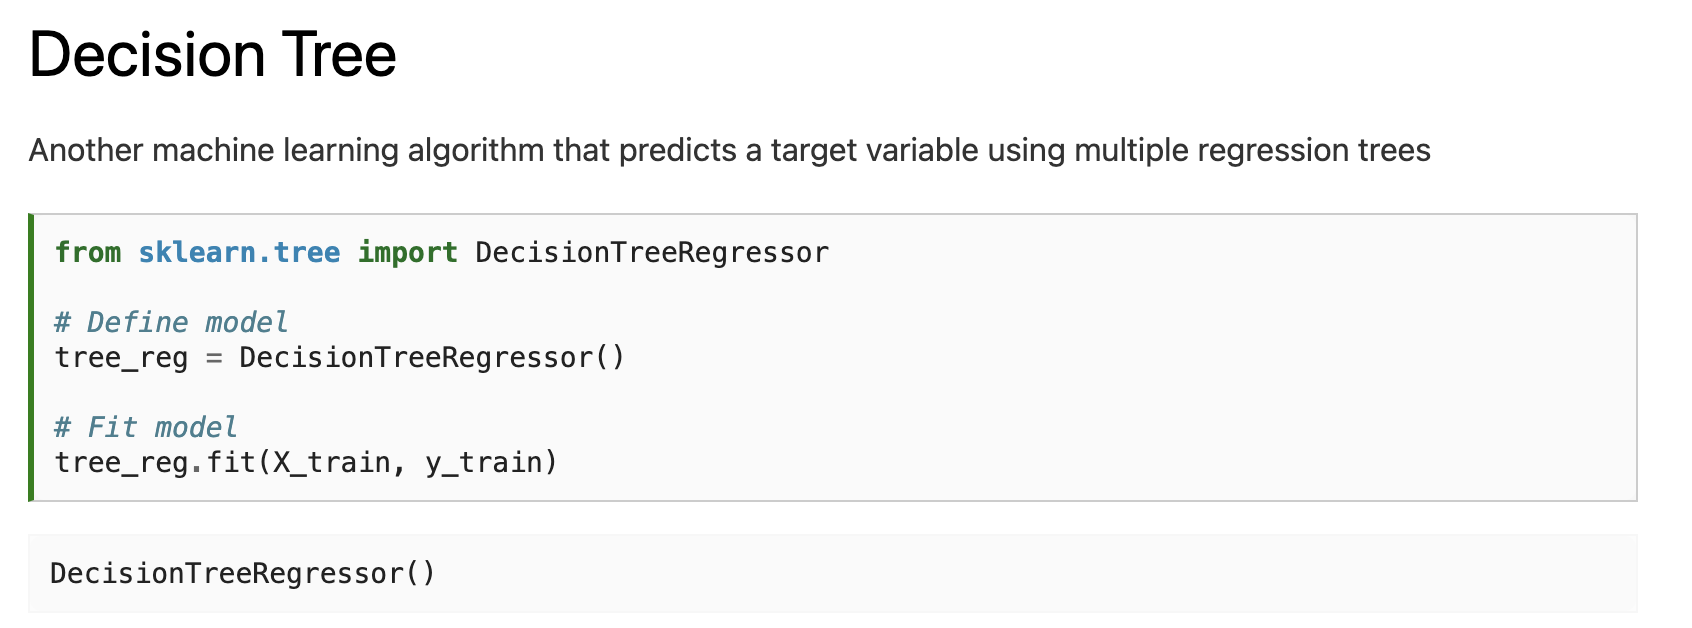 Decision Tree
Another machine learning algorithm that predicts a target variable using multiple regression trees
from sklearn.tree import DecisionTreeRegressor
# Define model
tree_reg = DecisionTreeRegressor()
# Fit model
tree_reg.fit(X_train, y_train)
DecisionTreeRegressor()